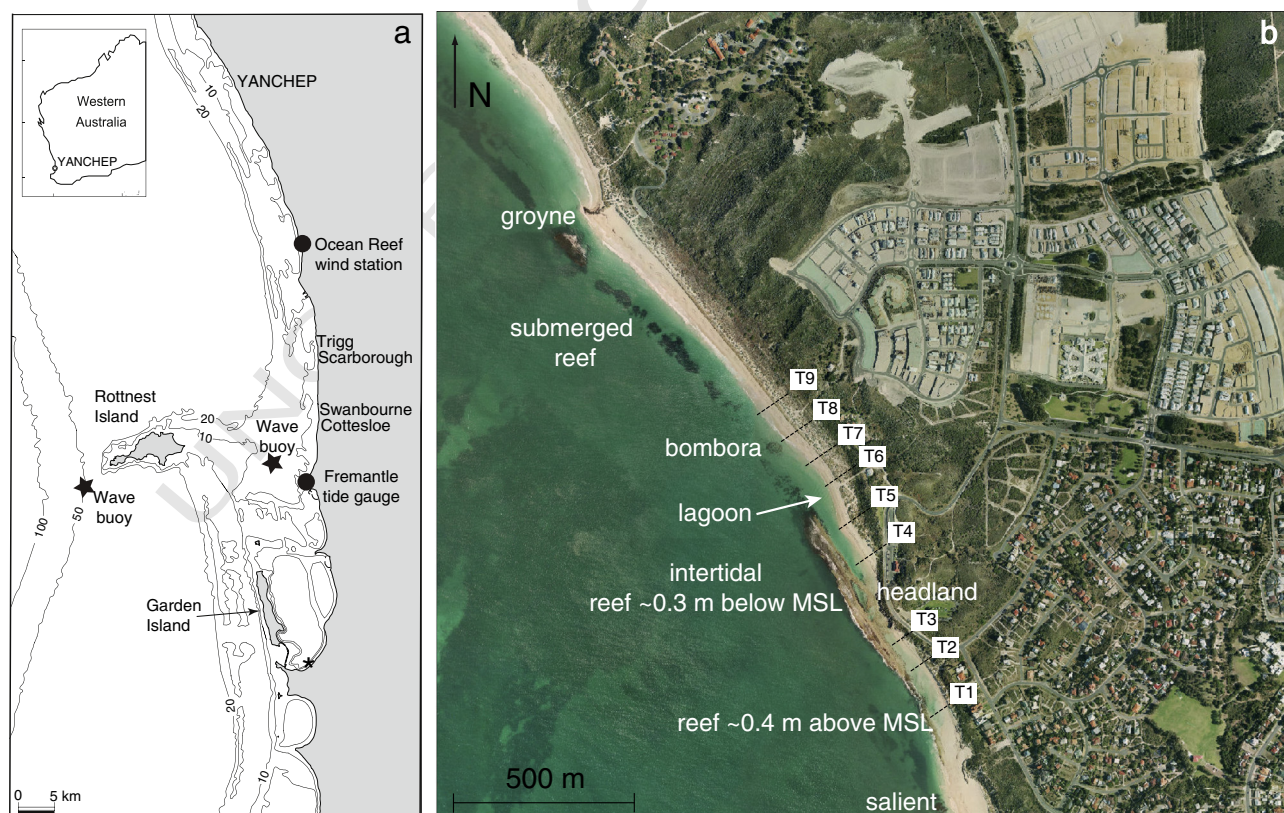 a
Western
Australia
YANCHEP
YANCHEP
10
20
Ocean Reef
wind station
Trigg
Scarborough
Rottnest
Island
20
10
Swanbourne
Cottesloe
Wave
buoy
Fremantle
tide gauge
Wave
buoy
100
50
Garden
Island
*
20
10
0 5 km
b
N
groyne
submerged
reef
T9
T8
T7
bombora
T6
lagoon
T5
T4
intertidal
reef ~0.3 m below MSL
headland
T3
T2
T1
reef ~0.4 m above MSL
500 m
salient